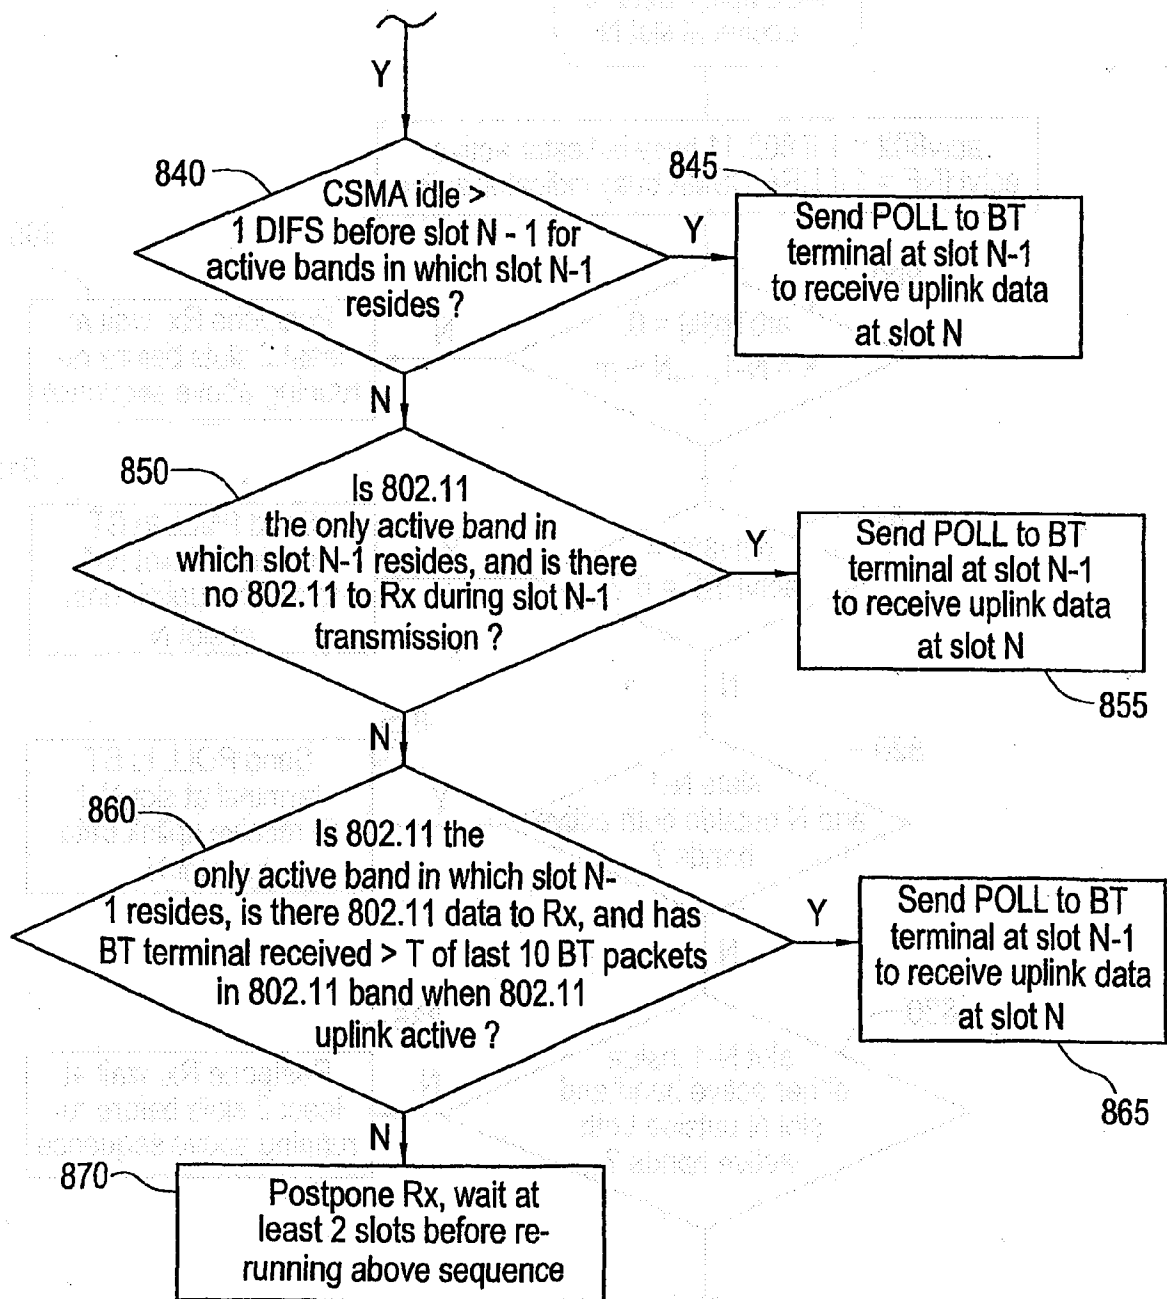 Y
840
CSMA idle >
1 DIFS before slot N - 1 for
active bands in which slot N-1
resides ?
Y
845
Send POLL to BT
terminal at slot N-1
to receive uplink data
at slot N
N
850
Is 802.11
the only active band in
which slot N-1 resides, and is there
no 802.11 to Rx during slot N-1
transmission ?
Y
Send POLL to BT
terminal at slot N-1
to receive uplink data
at slot N
855
N
860
Is 802.11 the
only active band in which slot N-
1 resides, is there 802.11 data to Rx, and has
BT terminal received > T of last 10 BT packets
in 802.11 band when 802.11
uplink active ?
Y
Send POLL to BT
terminal at slot N-1
to receive uplink data
at slot N
865
N
870
Postpone Rx, wait at
least 2 slots before re-
running above sequence